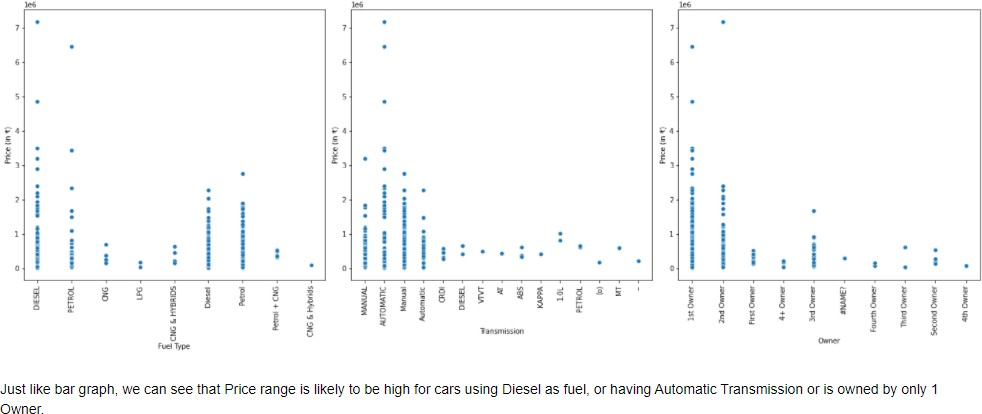 1e6
1e6
1e6
7
6
5
4
3
2
1
0
Price (in ₹)
DIESEL
PETROL
CNG
LPG
CNG & HYBRIDS
Diesel
Petrol
Petrol + CNG
CNG & Hybrids
Fuel Type
7
6
5
4
3
2
1
0
Price (in ₹)
MANUAL
AUTOMATIC
Manual
Automatic
CRDI
DIESEL
VTVT
AT
ABS
KAPPA
1.0L
PETROL
(o)
MT
–
Transmission
7
6
5
4
3
2
1
0
Price (in ₹)
1st Owner
2nd Owner
First Owner
4+ Owner
3rd Owner
#NAME?
Fourth Owner
Third Owner
Second Owner
4th Owner
Owner
Just like bar graph, we can see that Price range is likely to be high for cars using Diesel as fuel, or having Automatic Transmission or is owned by only 1
Owner.